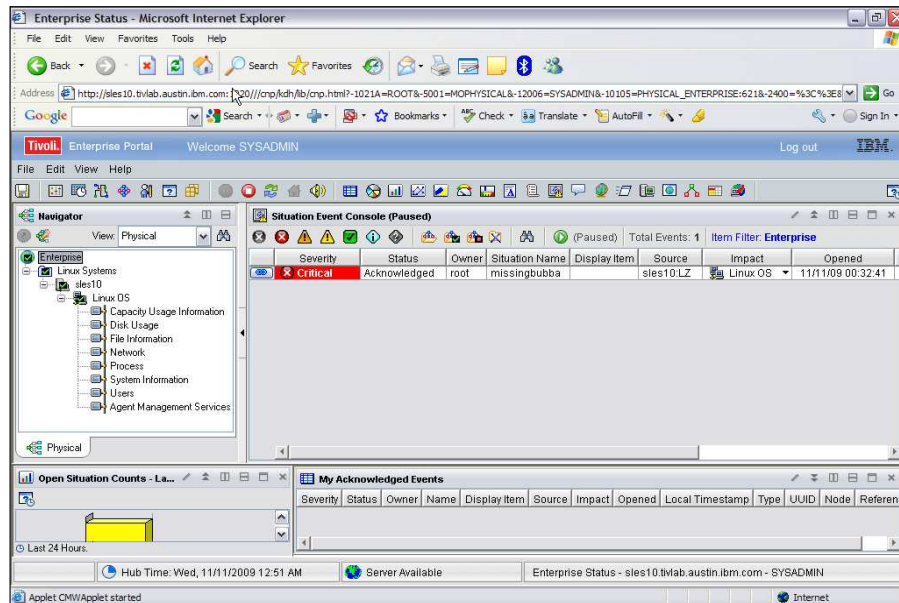 Enterprise Status - Microsoft Internet Explorer
File Edit View Favorites Tools Help
Back Search Favorites
Address http://sles10.tivlab.austin.ibm.com: 20///cnp/kdh/lib/cnp.html?-1021A=ROOT&-5001=MOPHYSICAL&-12006=SYSADMIN&-10105=PHYSICAL_ENTERPRISE:621&-2400=%3C%3E8 Go
Google Search Bookmarks Check Translate AutoFill Sign In
Tivoli. Enterprise Portal Welcome SYSADMIN Log out IBM.
File Edit View Help
Navigator
View: Physical
Enterprise
Linux Systems
sles10
Linux OS
Capacity Usage Information
Disk Usage
File Information
Network
Process
System Information
Users
Agent Management Services
Physical
Situation Event Console (Paused)
(Paused) Total Events: 1 Item Filter: Enterprise
Severity Status Owner Situation Name Display Item Source Impact Opened
Critical Acknowledged root missingbubba sles10:LZ Linux OS 11/11/09 00:32:41
Open Situation Counts - La...
Last 24 Hours.
My Acknowledged Events
Severity Status Owner Name Display Item Source Impact Opened Local Timestamp Type UUID Node Referen
Hub Time: Wed, 11/11/2009 12:51 AM Server Available Enterprise Status - sles10.tivlab.austin.ibm.com - SYSADMIN
Applet CMWApplet started Internet